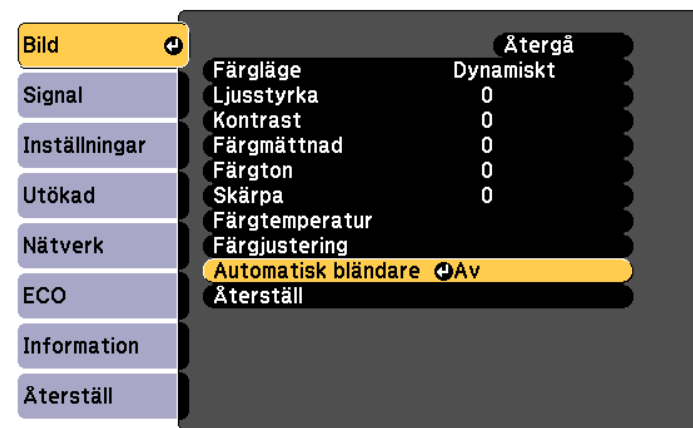 Bild
Signal
Inställningar
Utökad
Nätverk
ECO
Information
Återställ
Återgå
Färgläge Dynamiskt
Ljusstyrka 0
Kontrast 0
Färgmättnad 0
Färgton 0
Skärpa 0
Färgtemperatur
Färgjustering
Automatisk bländare Av
Återställ